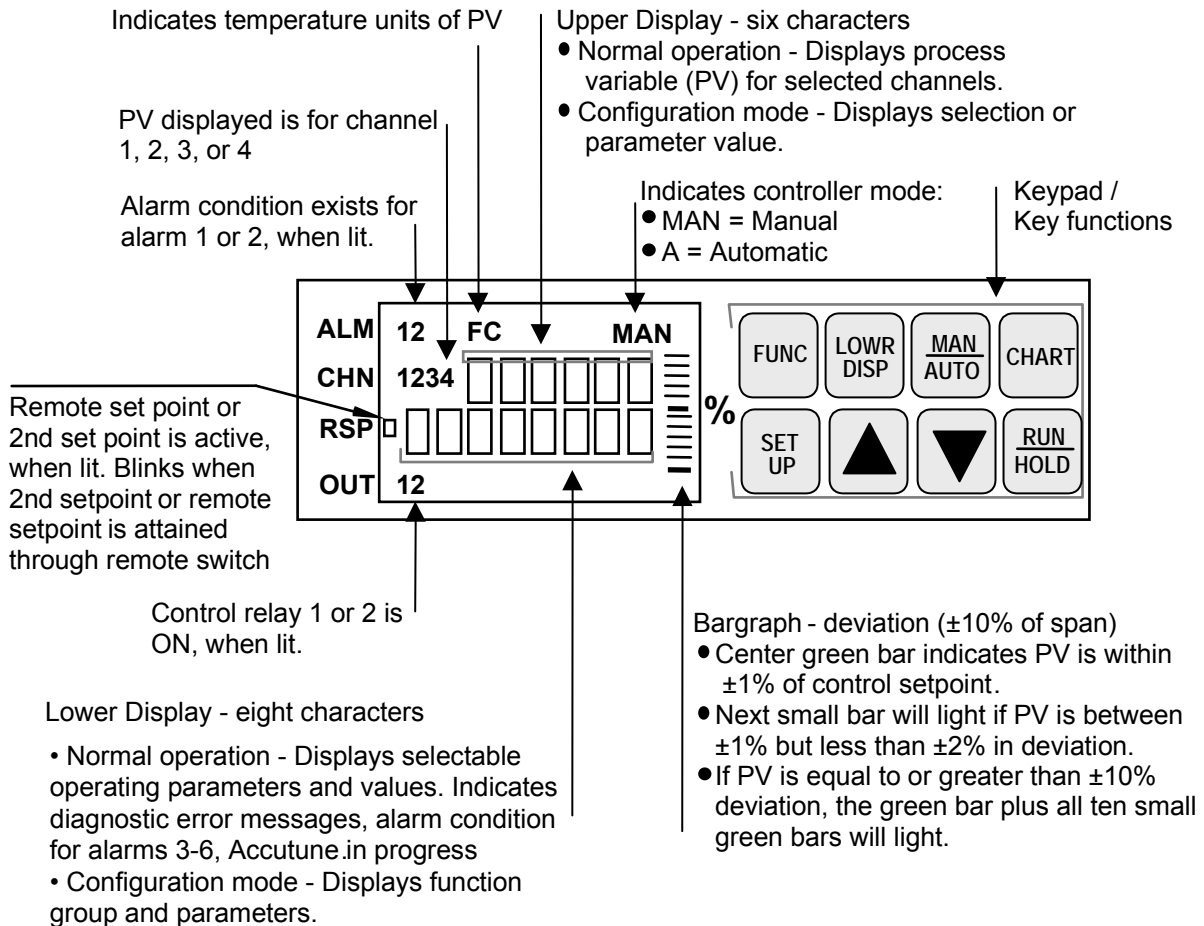 Indicates temperature units of PV
Upper Display - six characters
● Normal operation - Displays process
variable (PV) for selected channels.
● Configuration mode - Displays selection or
parameter value.
PV displayed is for channel
1, 2, 3, or 4
Alarm condition exists for
alarm 1 or 2, when lit.
Indicates controller mode:
● MAN = Manual
● A = Automatic
Keypad /
Key functions
ALM 12 FC MAN
CHN 1234
RSP
OUT 12
%
FUNC
LOWR
DISP
MAN
AUTO
CHART
SET
UP
RUN
HOLD
Remote set point or
2nd set point is active,
when lit. Blinks when
2nd setpoint or remote
setpoint is attained
through remote switch
Control relay 1 or 2 is
ON, when lit.
Lower Display - eight characters
• Normal operation - Displays selectable
operating parameters and values. Indicates
diagnostic error messages, alarm condition
for alarms 3-6, Accutune.in progress
• Configuration mode - Displays function
group and parameters.
Bargraph - deviation (±10% of span)
● Center green bar indicates PV is within
±1% of control setpoint.
● Next small bar will light if PV is between
±1% but less than ±2% in deviation.
● If PV is equal to or greater than ±10%
deviation, the green bar plus all ten small
green bars will light.